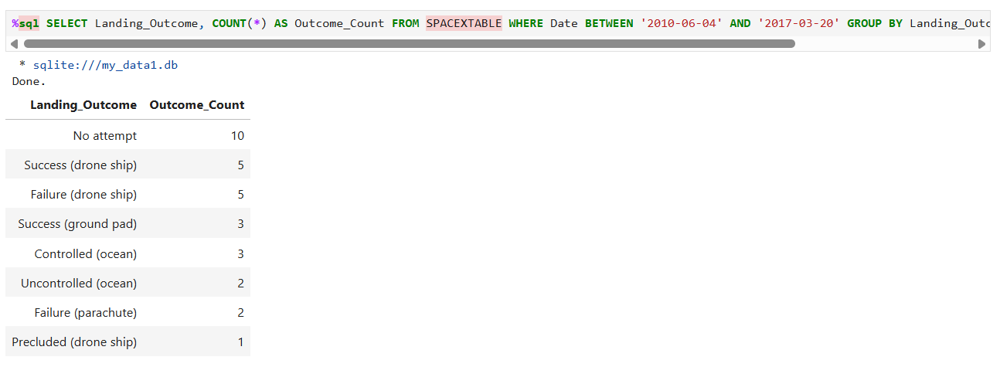 %sql SELECT Landing_Outcome, COUNT(*) AS Outcome_Count FROM SPACEXTABLE WHERE Date BETWEEN '2010-06-04' AND '2017-03-20' GROUP BY Landing_Outc
* sqlite:///my_data1.db
Done.
Landing_Outcome Outcome_Count
No attempt 10
Success (drone ship) 5
Failure (drone ship) 5
Success (ground pad) 3
Controlled (ocean) 3
Uncontrolled (ocean) 2
Failure (parachute) 2
Precluded (drone ship) 1